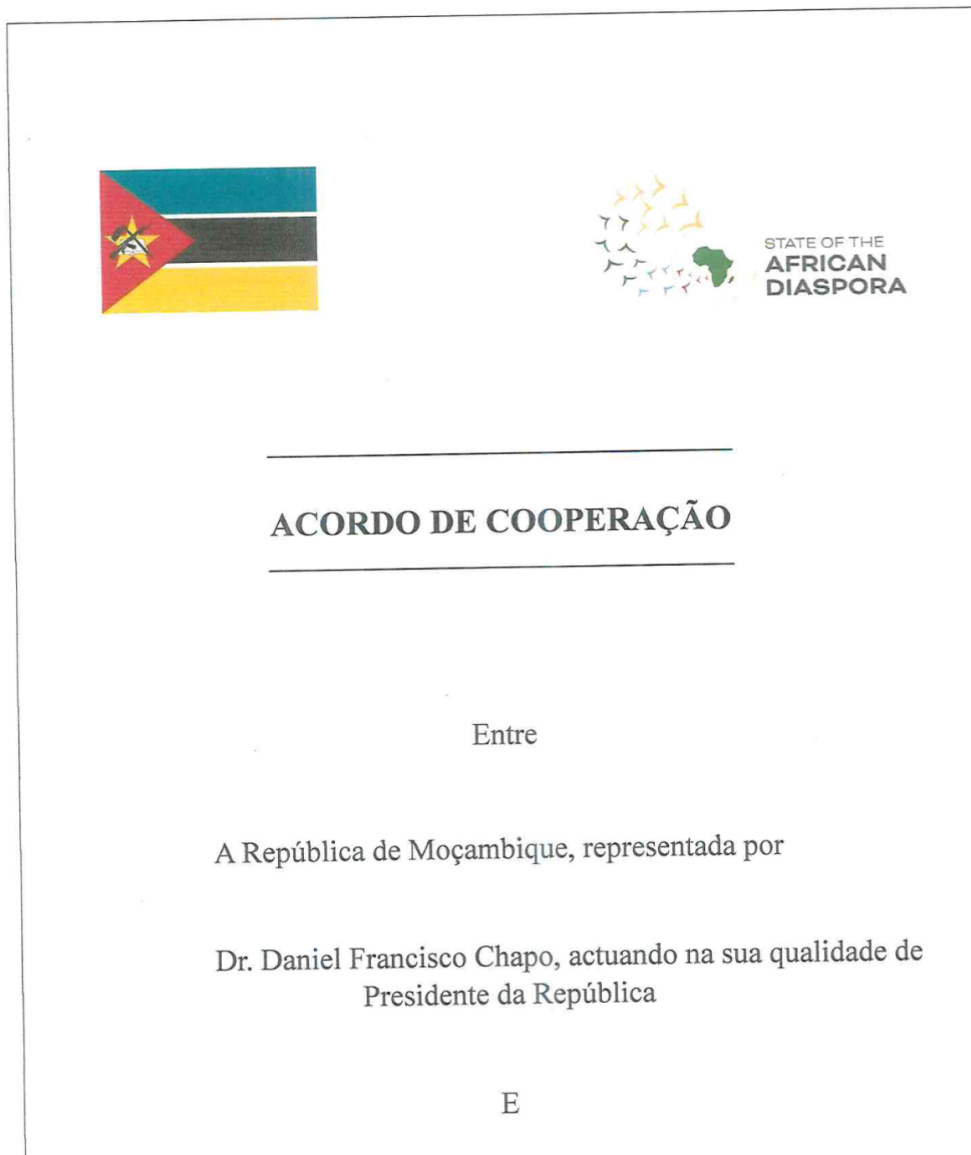 STATE OF THE
AFRICAN
DIASPORA
ACORDO DE COOPERAÇÃO
Entre
A República de Moçambique, representada por
Dr. Daniel Francisco Chapo, actuando na sua qualidade de
Presidente da República
E